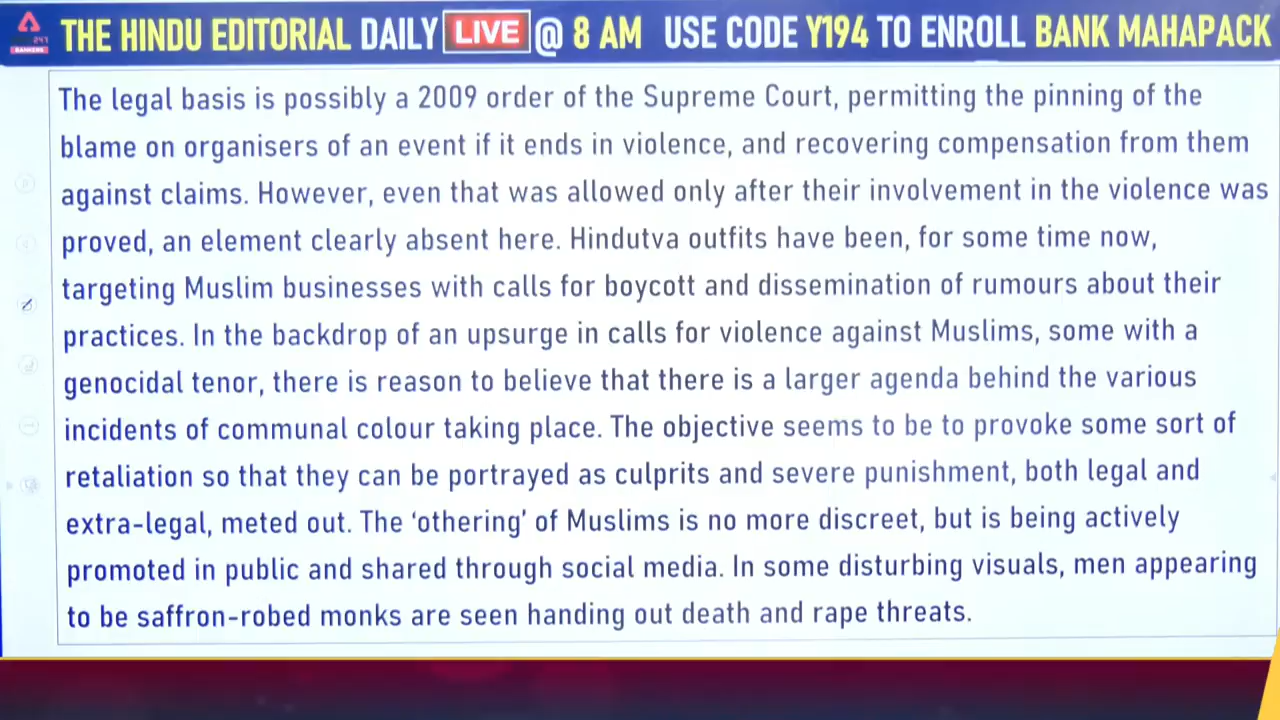 THE HINDU EDITORIAL DAILY LIVE @ 8 AM USE CODE Y194 TO ENROLL BANK MAHAPACK
247
BANKERS
The legal basis is possibly a 2009 order of the Supreme Court, permitting the pinning of the
blame on organisers of an event if it ends in violence, and recovering compensation from them
against claims. However, even that was allowed only after their involvement in the violence was
proved, an element clearly absent here. Hindutva outfits have been, for some time now,
targeting Muslim businesses with calls for boycott and dissemination of rumours about their
practices. In the backdrop of an upsurge in calls for violence against Muslims, some with a
genocidal tenor, there is reason to believe that there is a larger agenda behind the various
incidents of communal colour taking place. The objective seems to be to provoke some sort of
retaliation so that they can be portrayed as culprits and severe punishment, both legal and
extra-legal, meted out. The ‘othering’ of Muslims is no more discreet, but is being actively
promoted in public and shared through social media. In some disturbing visuals, men appearing
to be saffron-robed monks are seen handing out death and rape threats.